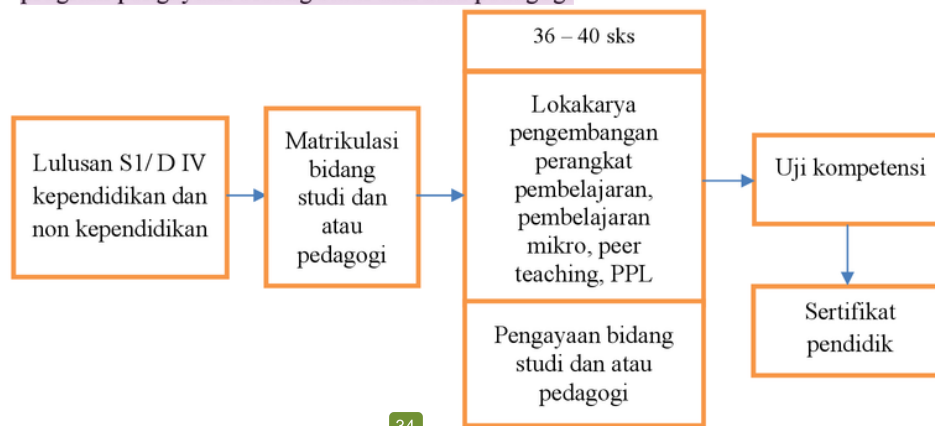 Lulusan S1/ D IV
kependidikan dan
non kependidikan
Matrikulasi
bidang
studi dan
atau
pedagogi
36 – 40 sks
Lokakarya
pengembangan
perangkat
pembelajaran,
pembelajaran
mikro, peer
teaching, PPL
Pengayaan bidang
studi dan atau
pedagogi
Uji kompetensi
Sertifikat
pendidik